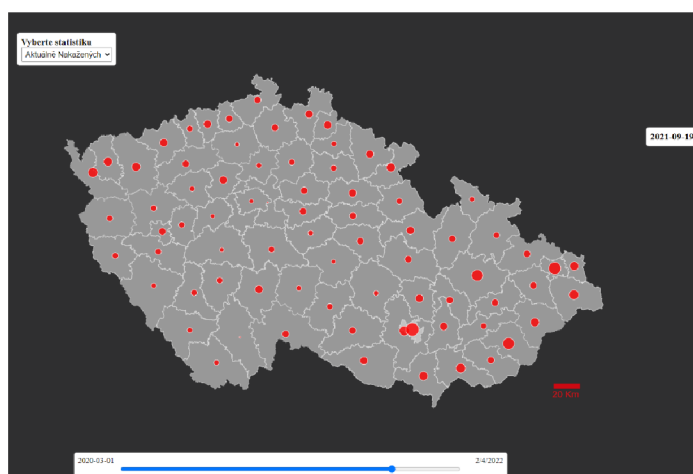 Vyberte statistiku
Aktuálně Nakažených
2021-09-19
20 Km
2020-03-01
2/4/2022